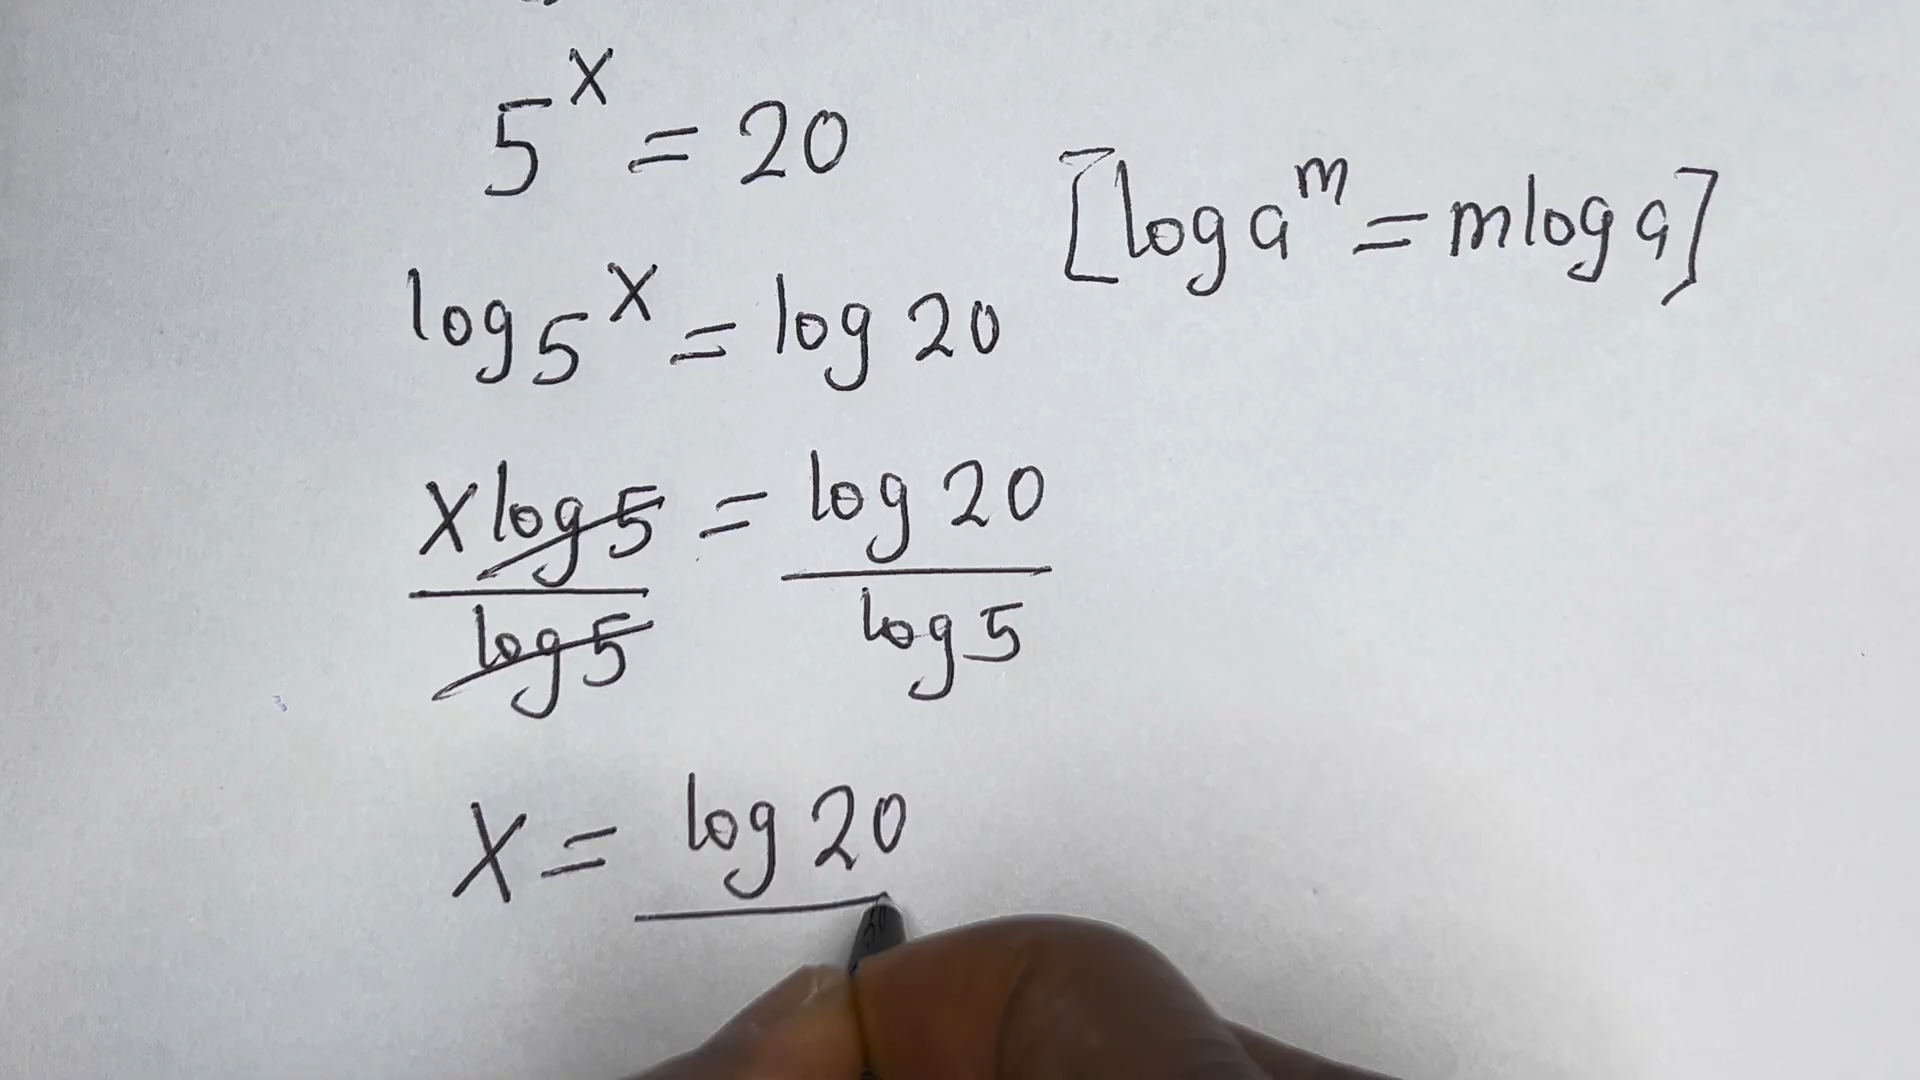 5^x = 20
[log a^m = m log a]
log 5^x = log 20
x log 5 = log 20
log 5 log 5
x = log 20